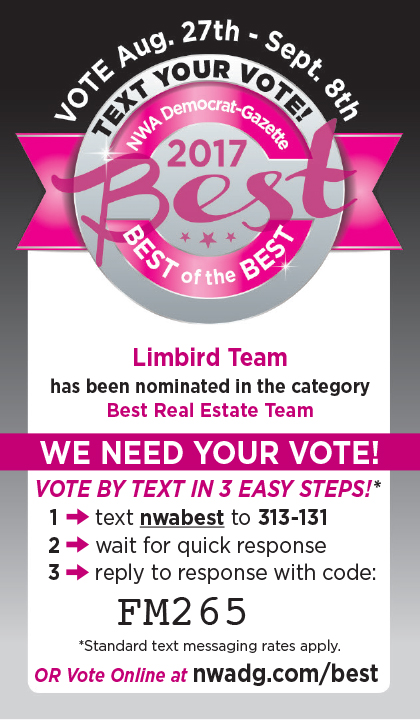 VOTE Aug. 27th - Sept. 8th
TEXT YOUR VOTE!
NWA Democrat-Gazette
2017
Best
BEST of the BEST
Limbird Team
has been nominated in the category
Best Real Estate Team
WE NEED YOUR VOTE!
VOTE BY TEXT IN 3 EASY STEPS!*
1 ➡ text nwabest to 313-131
2 ➡ wait for quick response
3 ➡ reply to response with code:
FM265
*Standard text messaging rates apply.
OR Vote Online at nwadg.com/best